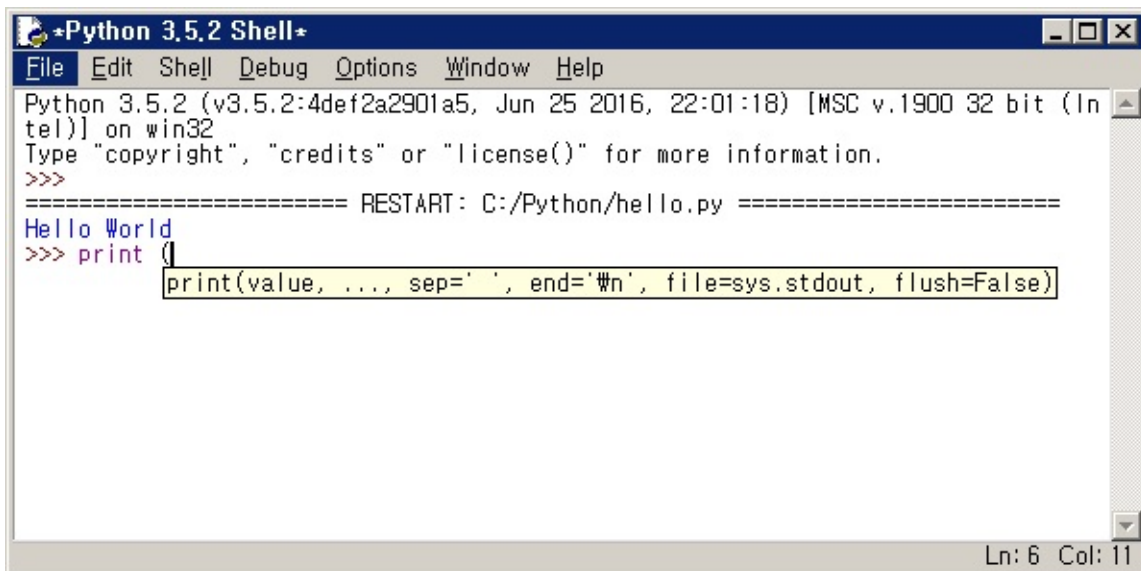 *Python 3.5.2 Shell*
File Edit Shell Debug Options Window Help
Python 3.5.2 (v3.5.2:4def2a2901a5, Jun 25 2016, 22:01:18) [MSC v.1900 32 bit (In
tel)] on win32
Type "copyright", "credits" or "license()" for more information.
>>>
======================== RESTART: C:/Python/hello.py ========================
Hello World
>>> print (
print(value, ..., sep=' ', end='₩n', file=sys.stdout, flush=False)
Ln: 6 Col: 11